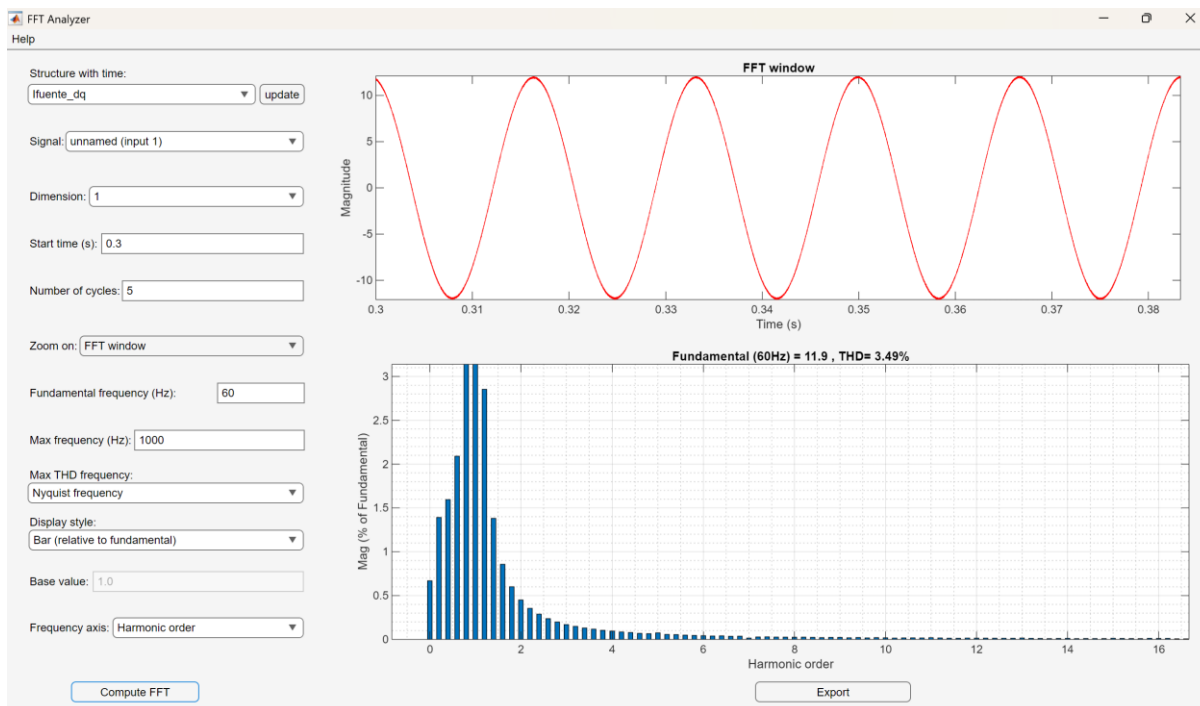 FFT Analyzer
Help
Structure with time:
Ifuente_dq
update
Signal: unnamed (input 1)
Dimension: 1
Start time (s): 0.3
Number of cycles: 5
Zoom on: FFT window
Fundamental frequency (Hz): 60
Max frequency (Hz): 1000
Max THD frequency:
Nyquist frequency
Display style:
Bar (relative to fundamental)
Base value: 1.0
Frequency axis: Harmonic order
Compute FFT
FFT window
Magnitude
10
5
0
-5
-10
0.3 0.31 0.32 0.33 0.34 0.35 0.36 0.37 0.38
Time (s)
Fundamental (60Hz) = 11.9 , THD= 3.49%
Mag (% of Fundamental)
3
2.5
2
1.5
1
0.5
0
0 2 4 6 8 10 12 14 16
Harmonic order
Export